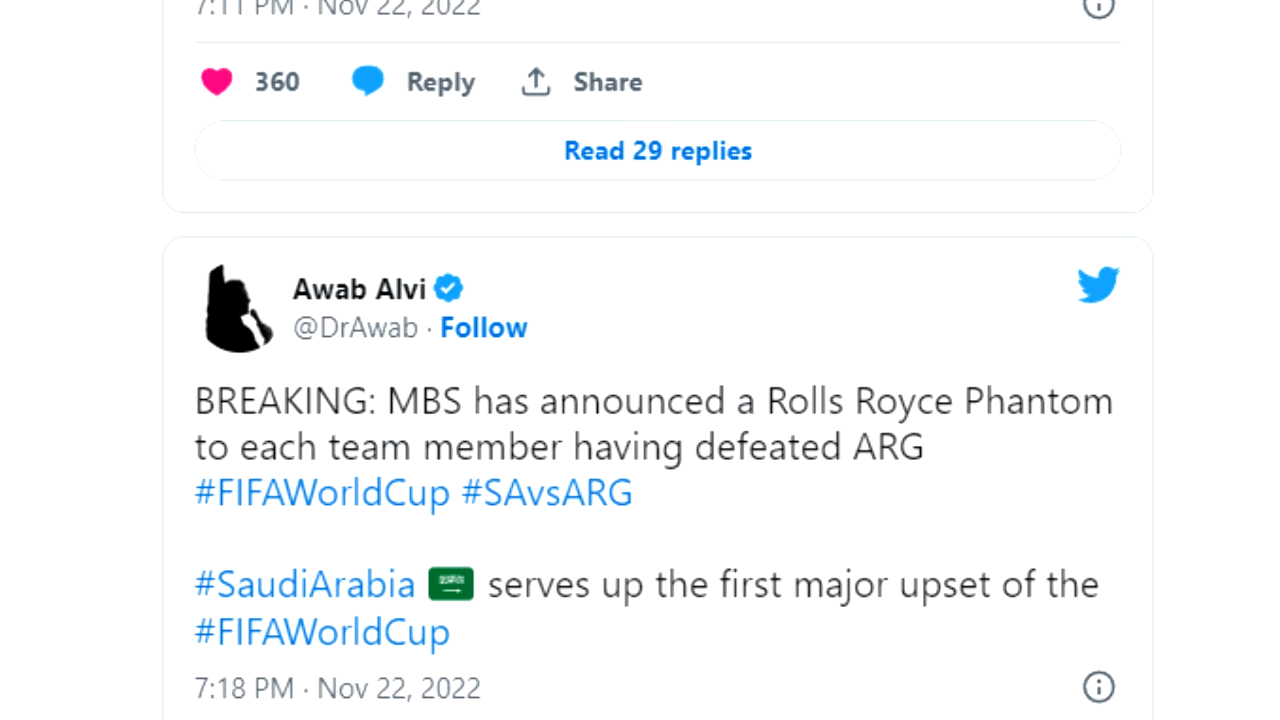 7:11 PM · Nov 22, 2022
360 Reply Share
Read 29 replies
Awab Alvi
@DrAwab · Follow
BREAKING: MBS has announced a Rolls Royce Phantom
to each team member having defeated ARG
#FIFAWorldCup #SAvsARG
#SaudiArabia 🇸🇦 serves up the first major upset of the
#FIFAWorldCup
7:18 PM · Nov 22, 2022